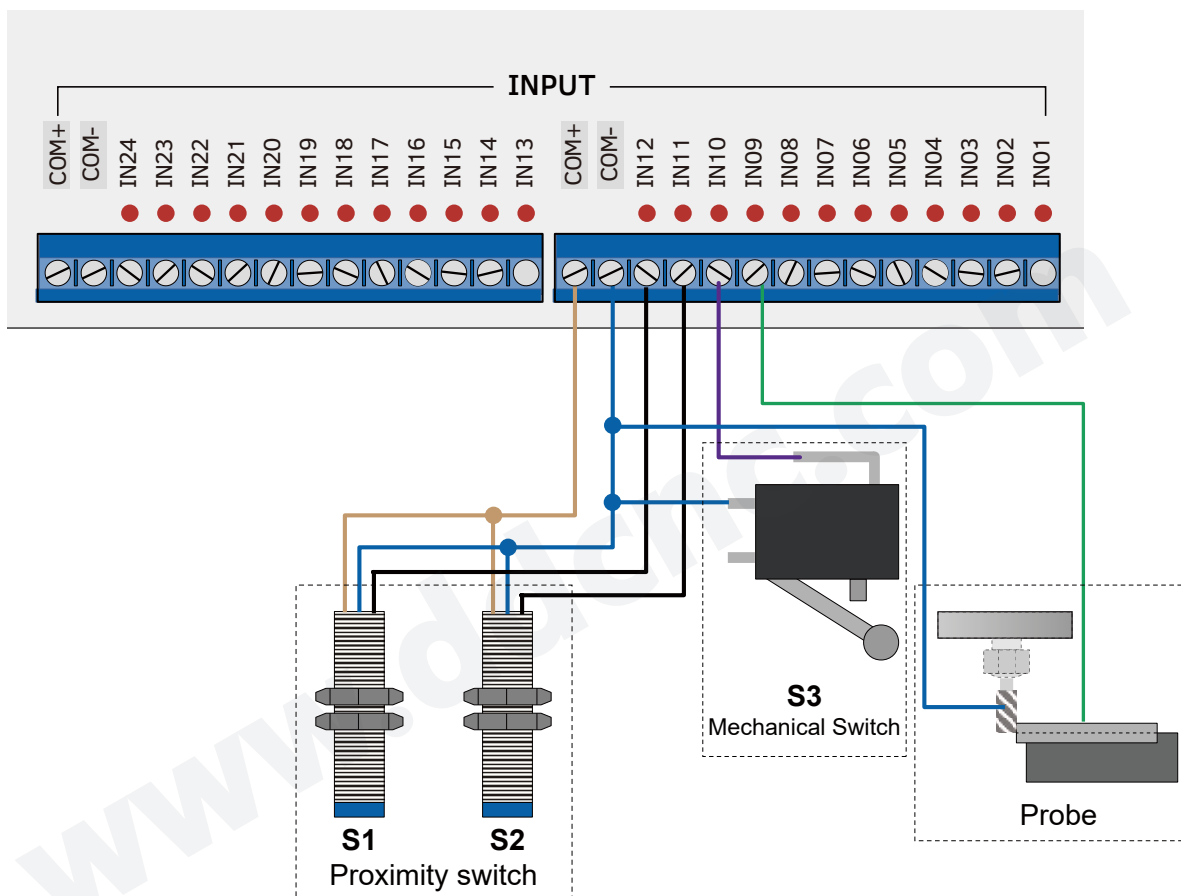 INPUT
COM+
COM-
IN24
IN23
IN22
IN21
IN20
IN19
IN18
IN17
IN16
IN15
IN14
IN13
COM+
COM-
IN12
IN11
IN10
IN09
IN08
IN07
IN06
IN05
IN04
IN03
IN02
IN01
S3
Mechanical Switch
Probe
S1
S2
Proximity switch
www.ddcnc.com